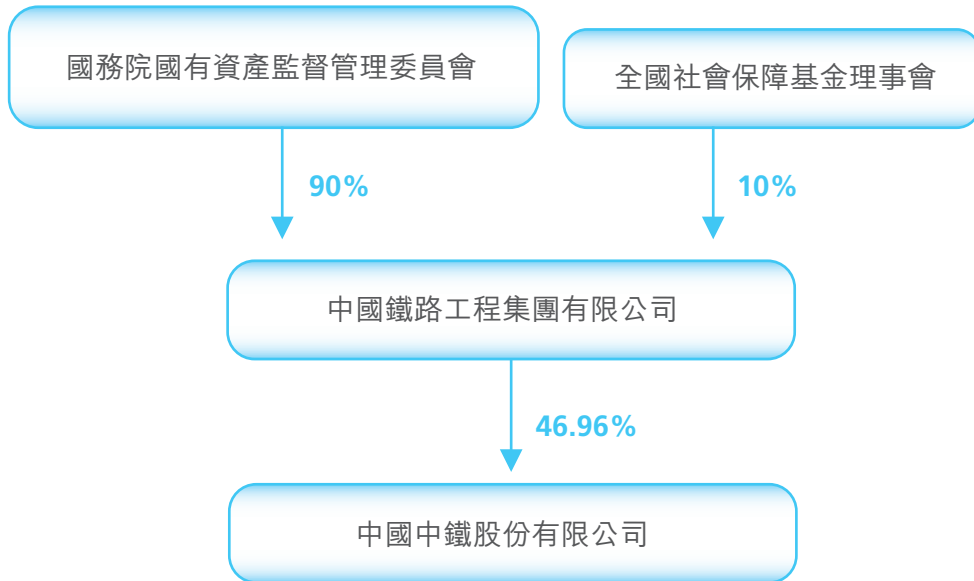 國務院國有資產監督管理委員會
全國社會保障基金理事會
90%
10%
中國鐵路工程集團有限公司
46.96%
中國中鐵股份有限公司